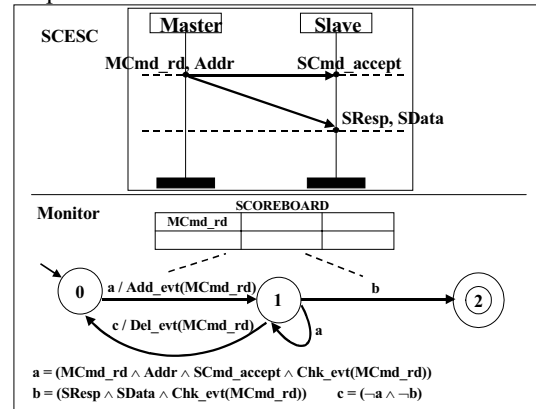 SCESC
Master
Slave
MCmd_rd, Addr
SCmd_accept
SResp, SData
Monitor
SCOREBOARD
MCmd_rd
0
a / Add_evt(MCmd_rd)
1
b
2
c / Del_evt(MCmd_rd)
a
a = (MCmd_rd ∧ Addr ∧ SCmd_accept ∧ Chk_evt(MCmd_rd))
b = (SResp ∧ SData ∧ Chk_evt(MCmd_rd)) c = (¬a ∧ ¬b)